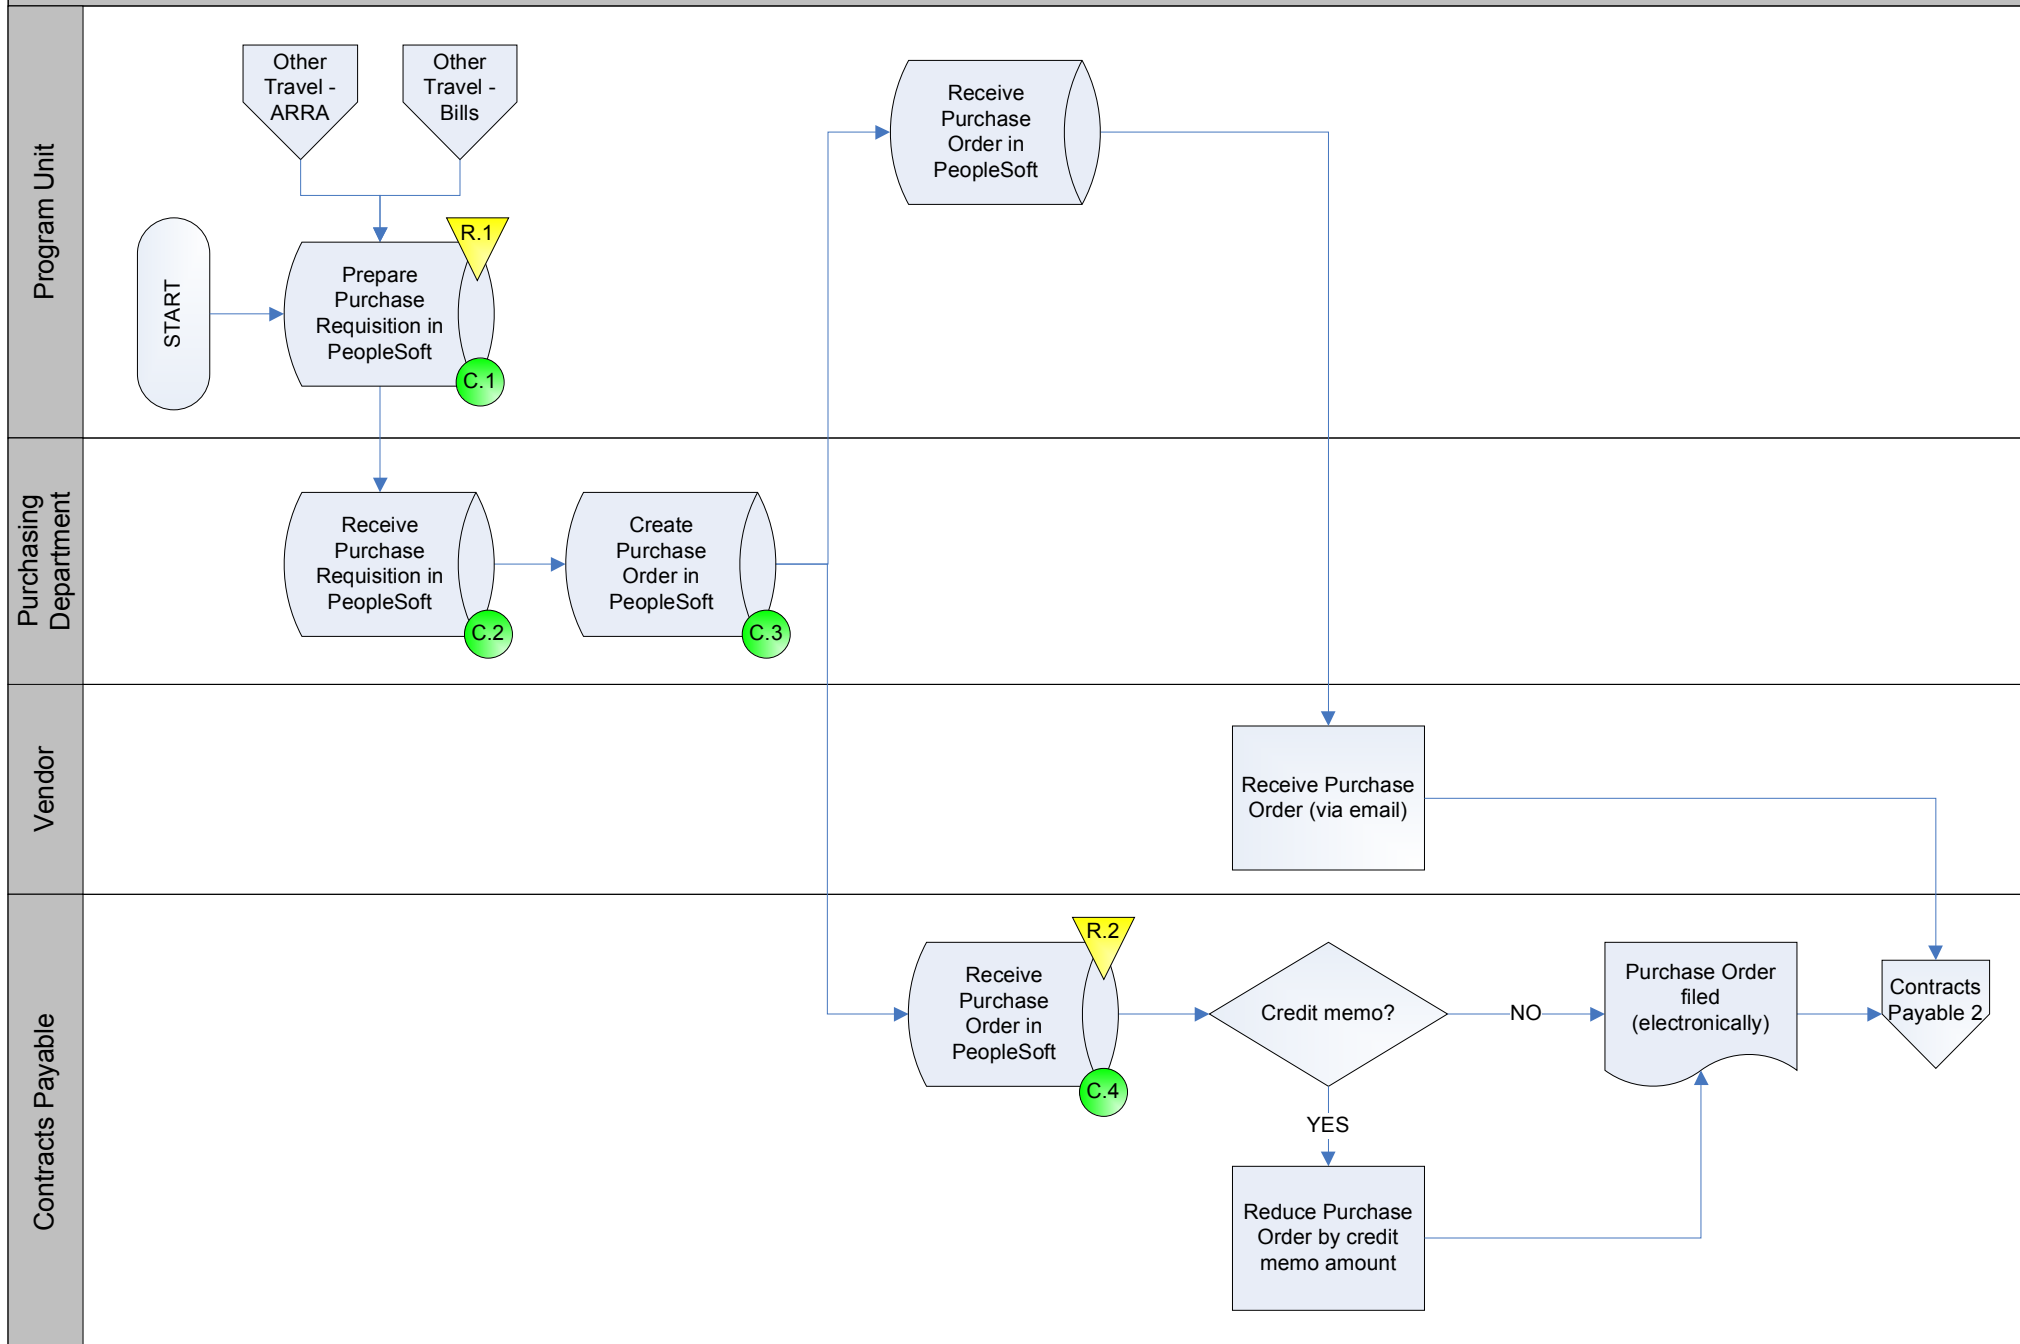 Program Unit
Other
Travel -
ARRA
Other
Travel -
Bills
START
Prepare
Purchase
Requisition in
PeopleSoft
R.1
C.1
Receive
Purchase
Order in
PeopleSoft
Purchasing
Department
Receive
Purchase
Requisition in
PeopleSoft
C.2
Create
Purchase
Order in
PeopleSoft
C.3
Vendor
Receive Purchase
Order (via email)
Contracts Payable
Receive
Purchase
Order in
PeopleSoft
R.2
C.4
Credit memo?
NO
YES
Purchase Order
filed
(electronically)
Contracts
Payable 2
Reduce Purchase
Order by credit
memo amount